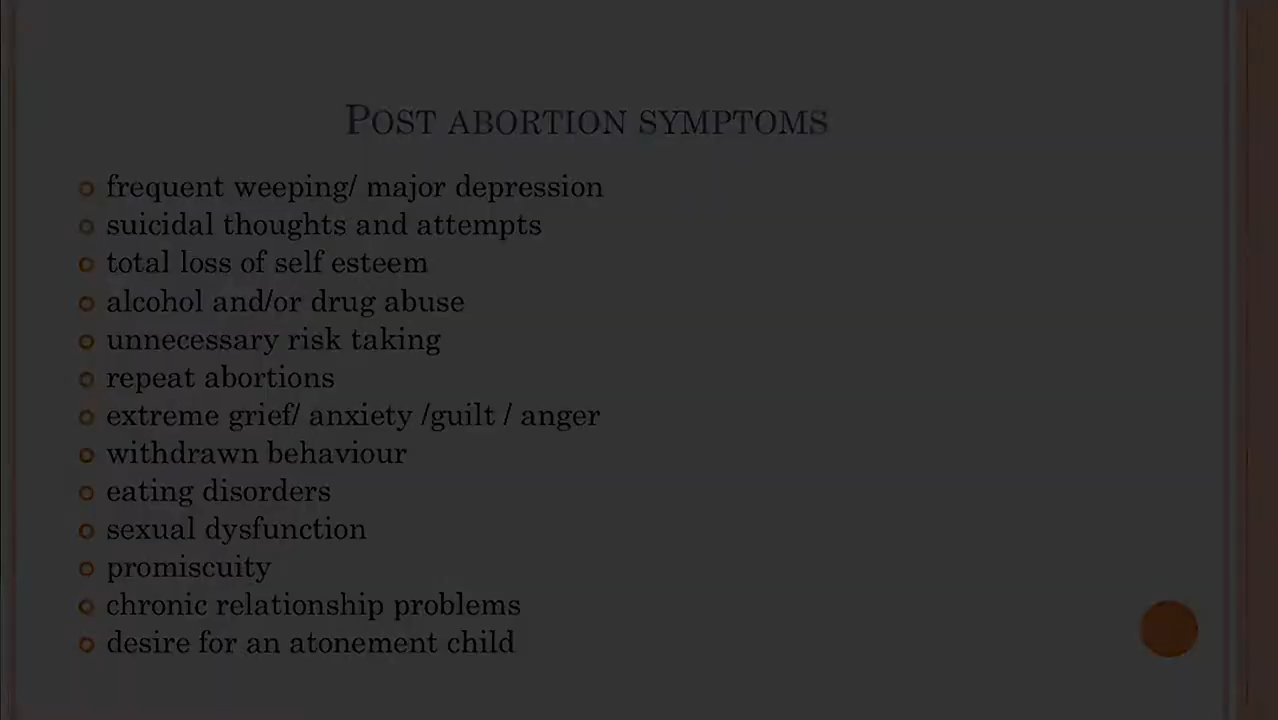 Post abortion symptoms
frequent weeping/ major depression
suicidal thoughts and attempts
total loss of self esteem
alcohol and/or drug abuse
unnecessary risk taking
repeat abortions
extreme grief/ anxiety /guilt / anger
withdrawn behaviour
eating disorders
sexual dysfunction
promiscuity
chronic relationship problems
desire for an atonement child